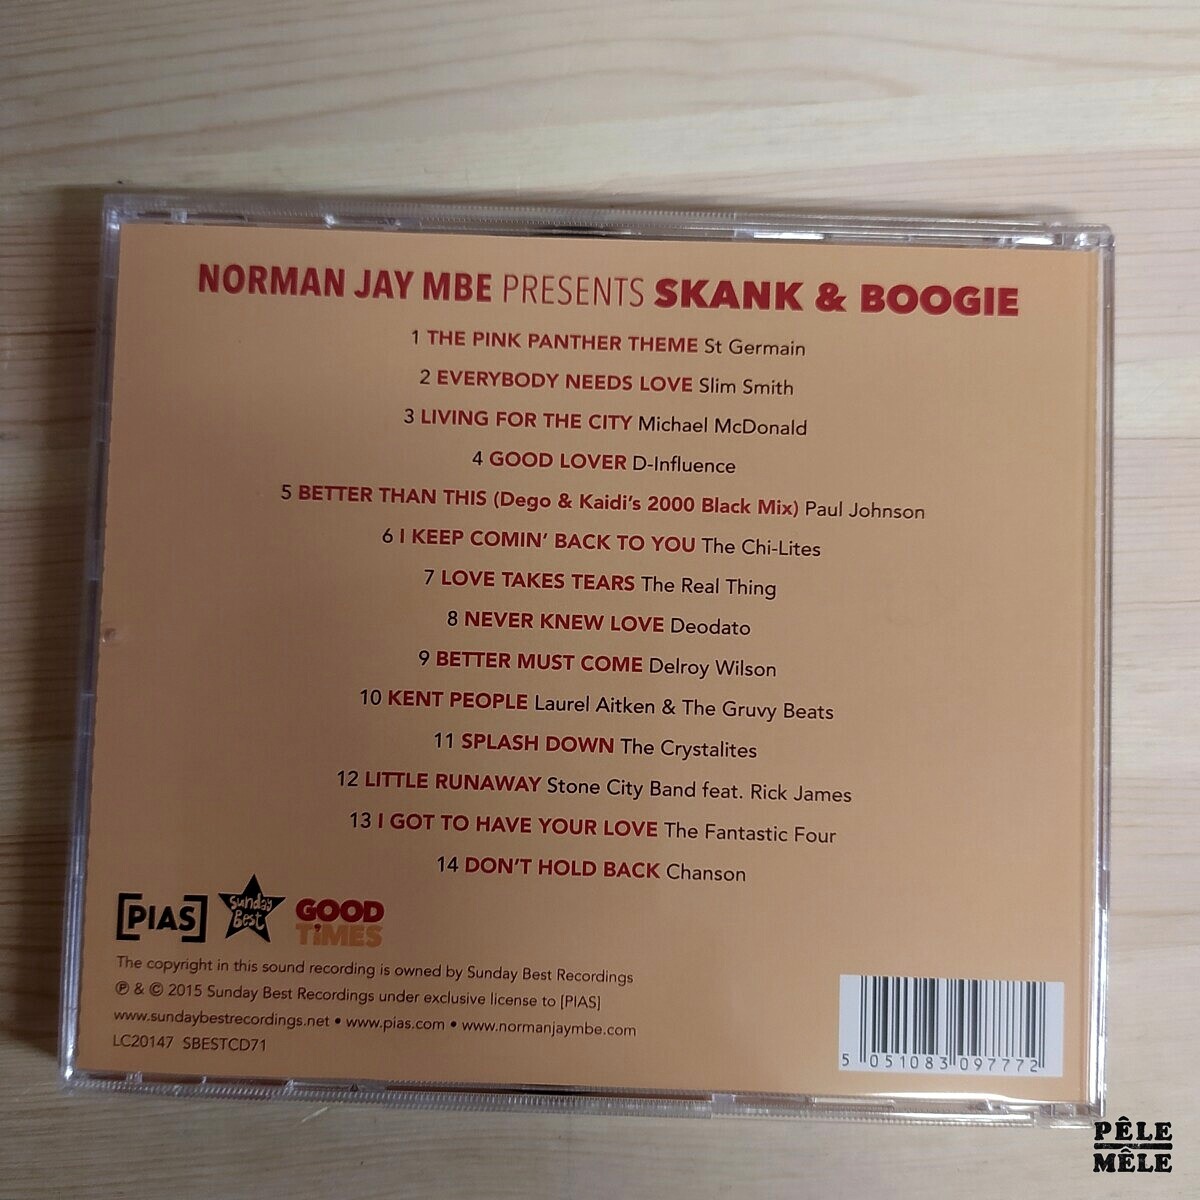 NORMAN JAY MBE PRESENTS SKANK & BOOGIE
1 THE PINK PANTHER THEME St Germain
2 EVERYBODY NEEDS LOVE Slim Smith
3 LIVING FOR THE CITY Michael McDonald
4 GOOD LOVER D-Influence
5 BETTER THAN THIS (Dego & Kaidi's 2000 Black Mix) Paul Johnson
6 I KEEP COMIN' BACK TO YOU The Chi-Lites
7 LOVE TAKES TEARS The Real Thing
8 NEVER KNEW LOVE Deodato
9 BETTER MUST COME Delroy Wilson
10 KENT PEOPLE Laurel Aitken & The Gruvy Beats
11 SPLASH DOWN The Crystalites
12 LITTLE RUNAWAY Stone City Band feat. Rick James
13 I GOT TO HAVE YOUR LOVE The Fantastic Four
14 DON'T HOLD BACK Chanson
[PIAS]
Sunday
Best
GOOD
TIMES
The copyright in this sound recording is owned by Sunday Best Recordings
℗ & © 2015 Sunday Best Recordings under exclusive license to [PIAS]
www.sundaybestrecordings.net • www.pias.com • www.normanjaymbe.com
LC20147 SBESTCD71
5 051083 097772
PÊLE
MÊLE